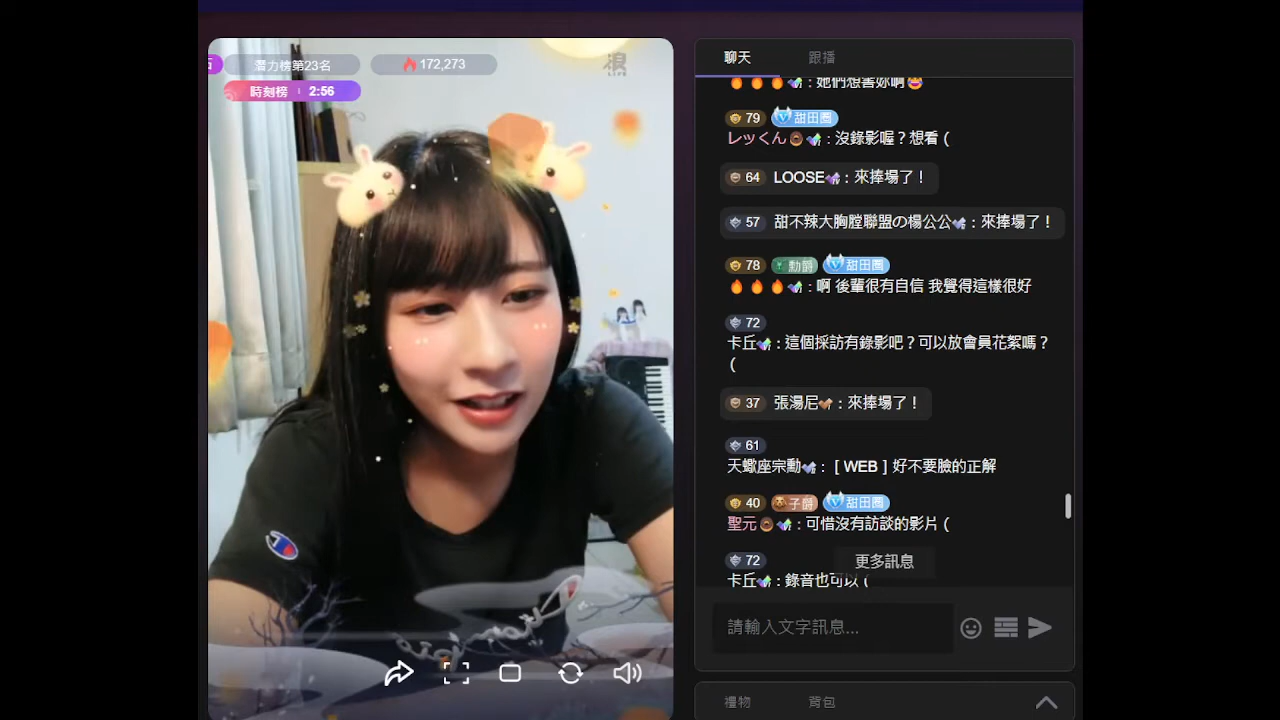 石
潛力榜第23名
172,273
浪
LIVE
時刻榜 2:56
聊天
跟播
：她們想害妳啊
79 甜田圈
レッくん：沒錄影喔？想看 (
64 LOOSE：來捧場了！
57 甜不辣大胸膛聯盟の楊公公：來捧場了！
78 勳爵 甜田圈
：啊 後輩很有自信 我覺得這樣很好
72
卡丘：這個採訪有錄影吧？可以放會員花絮嗎？
(
37 張湯尼：來捧場了！
61
天蠍座宗勳： [ WEB ] 好不要臉的正解
40 子爵 甜田圈
聖元：可惜沒有訪談的影片 (
72
卡丘：錄音也可以 (
更多訊息
請輸入文字訊息...
禮物
背包